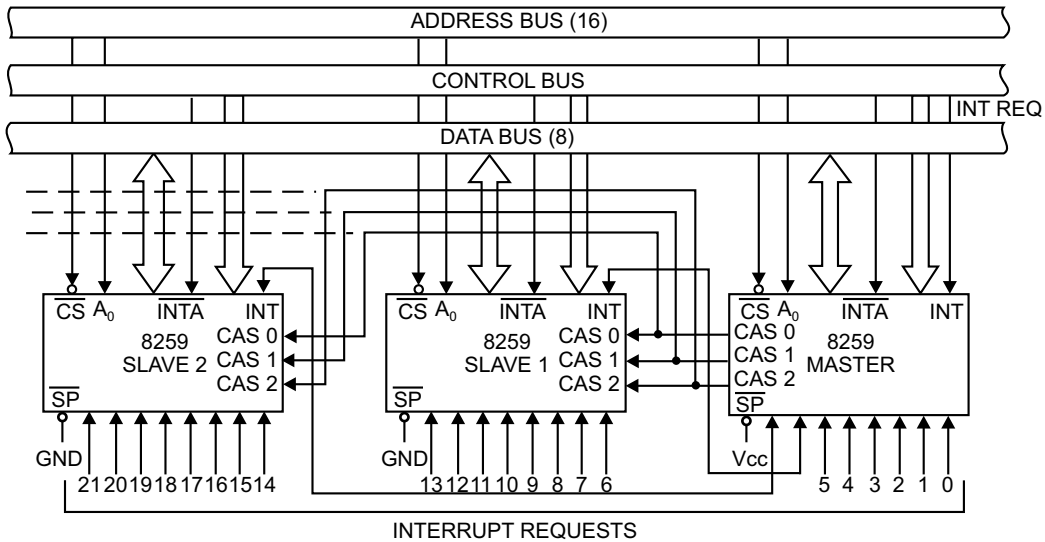 ADDRESS BUS (16)
CONTROL BUS
INT REQ
DATA BUS (8)
CS A0 INTA INT
8259
SLAVE 2
CAS 0
CAS 1
CAS 2
SP
GND
21 20 19 18 17 16 15 14
CS A0 INTA INT
8259
SLAVE 1
CAS 0
CAS 1
CAS 2
SP
GND
13 12 11 10 9 8 7 6
CS A0 INTA INT
CAS 0
CAS 1
CAS 2
8259
MASTER
SP
Vcc
5 4 3 2 1 0
INTERRUPT REQUESTS